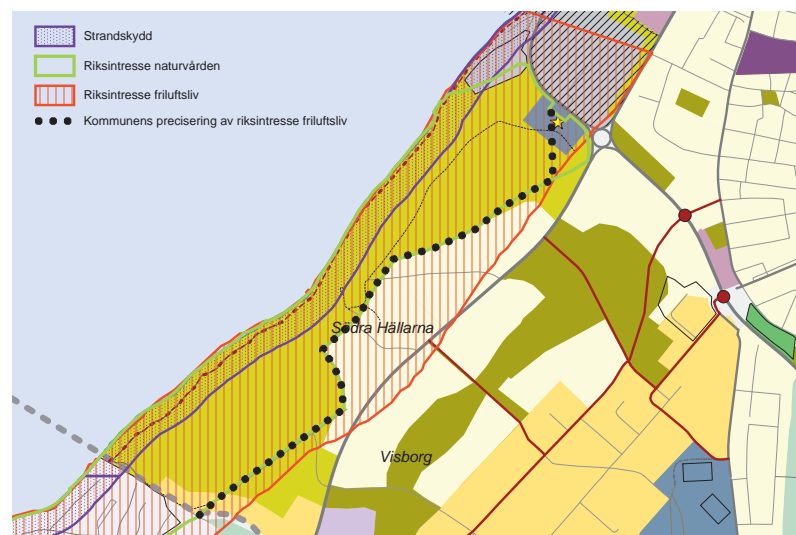 Strandskydd
Riksintresse naturvården
Riksintresse friluftsliv
Kommunens precisering av riksintresse friluftsliv
Södra Hällarna
Visborg